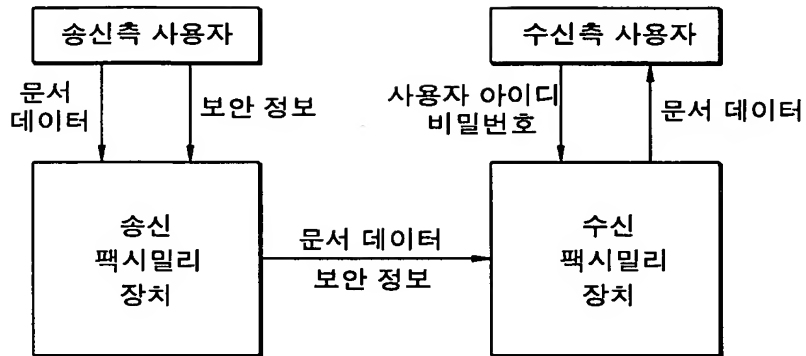 송신측 사용자
수신측 사용자
문서
데이터
보안 정보
사용자 아이디
비밀번호
문서 데이터
송신
팩시밀리
장치
문서 데이터
보안 정보
수신
팩시밀리
장치